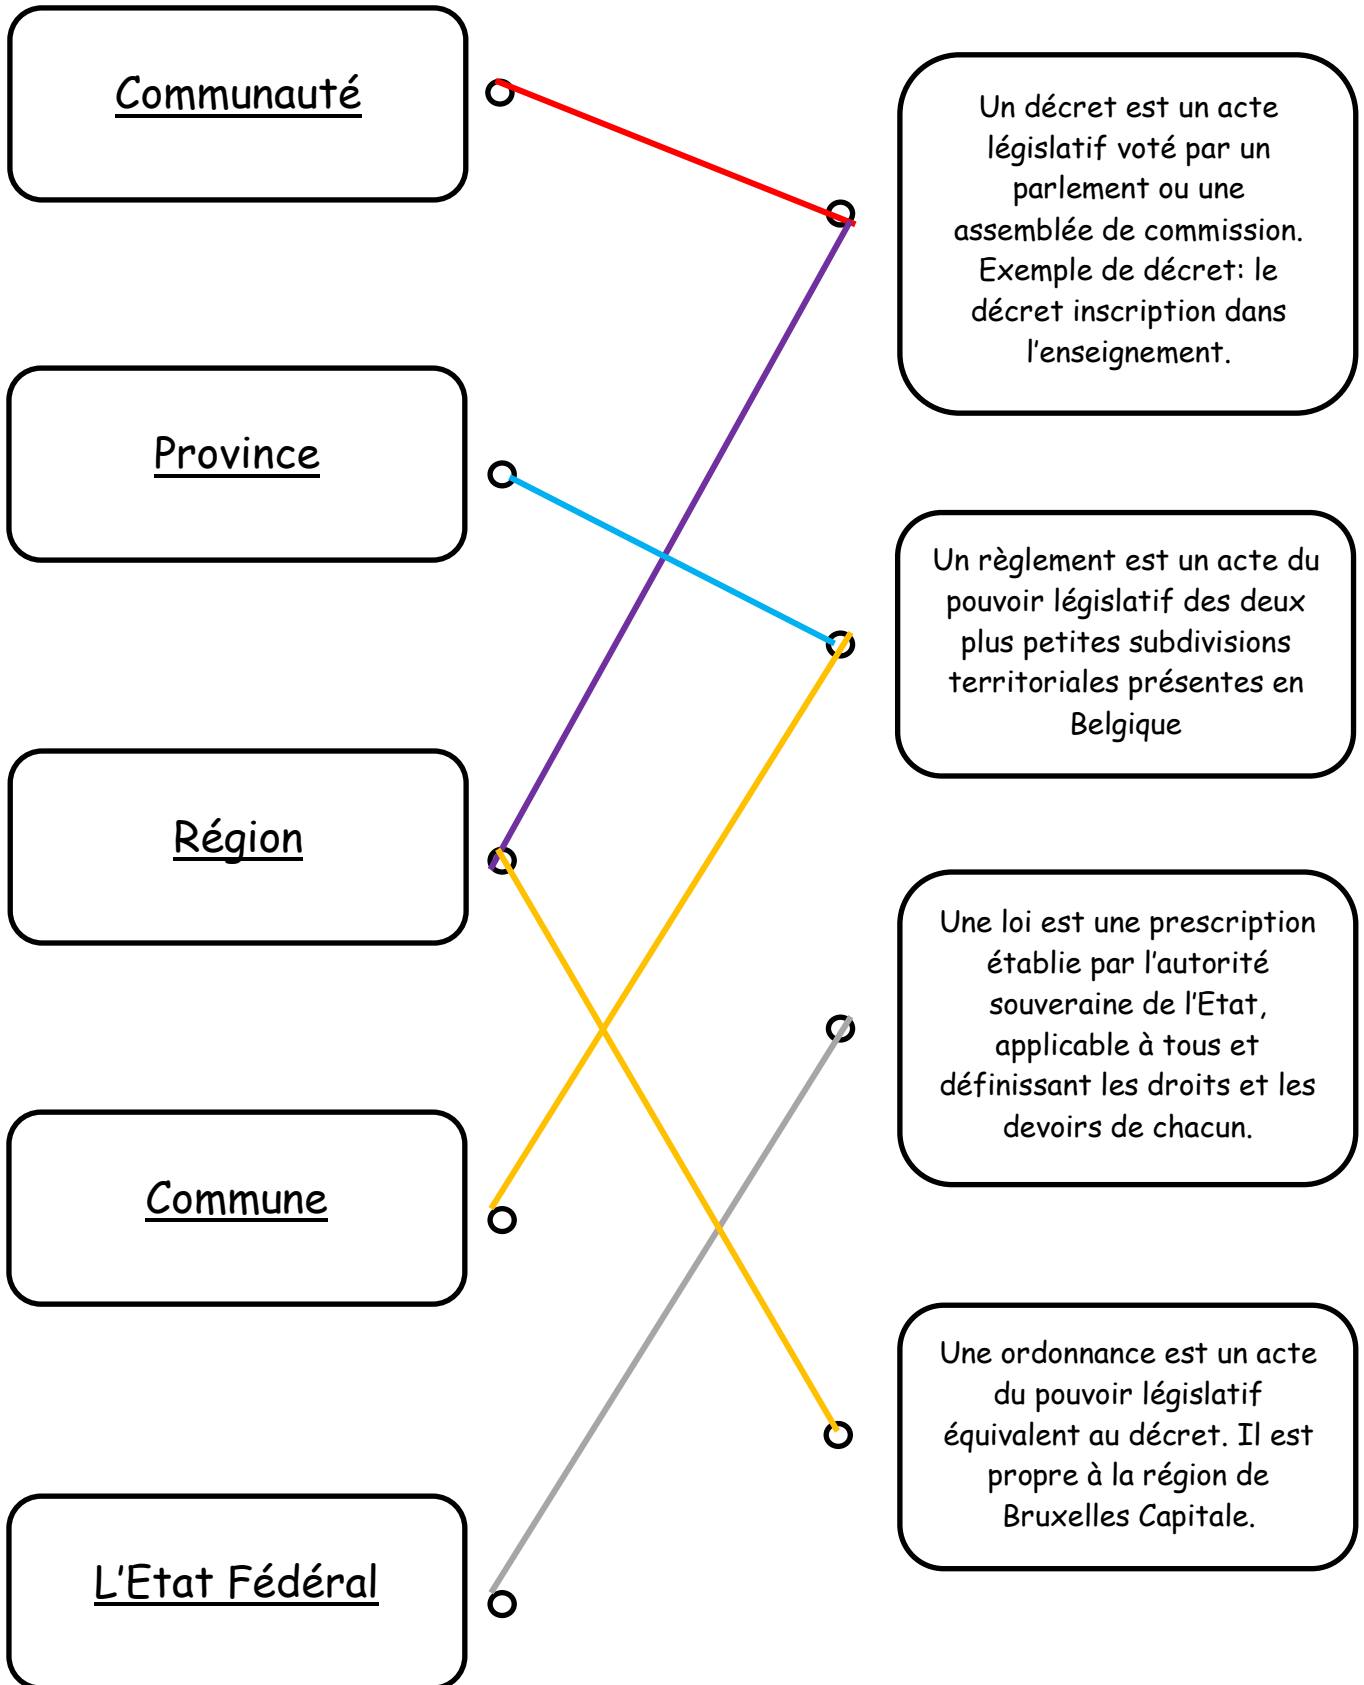 Communauté
Un décret est un acte
législatif voté par un
parlement ou une
assemblée de commission.
Exemple de décret: le
décret inscription dans
l'enseignement.
Province
Un règlement est un acte du
pouvoir législatif des deux
plus petites subdivisions
territoriales présentes en
Belgique
Région
Une loi est une prescription
établie par l'autorité
souveraine de l'Etat,
applicable à tous et
définissant les droits et les
devoirs de chacun.
Commune
Une ordonnance est un acte
du pouvoir législatif
équivalent au décret. Il est
propre à la région de
Bruxelles Capitale.
L'Etat Fédéral